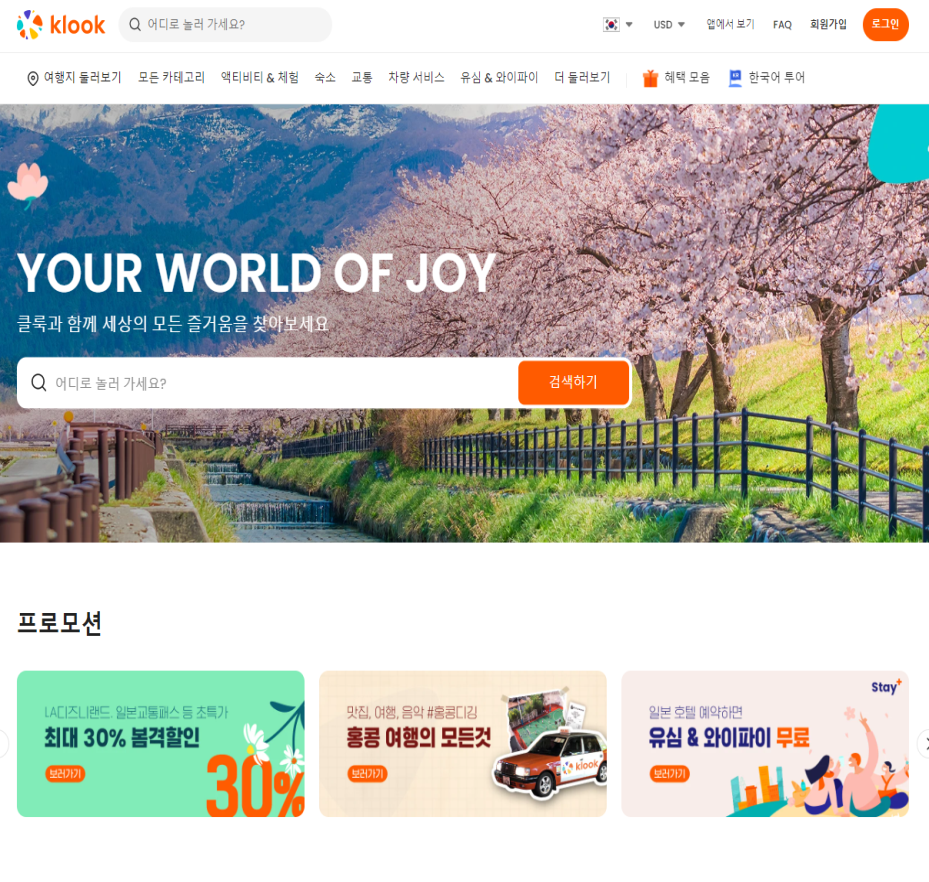 klook
어디로 놀러 가세요?
USD
앱에서 보기
FAQ
회원가입
로그인
여행지 둘러보기
모든 카테고리
액티비티 & 체험
숙소
교통
차량 서비스
유심 & 와이파이
더 둘러보기
혜택 모음
한국어 투어
YOUR WORLD OF JOY
클룩과 함께 세상의 모든 즐거움을 찾아보세요
어디로 놀러 가세요?
검색하기
프로모션
LA디즈니랜드. 일본교통패스 등 초특가
최대 30% 봄격할인
보러가기
30%
맛집, 여행, 음악 #홍콩디깅
홍콩 여행의 모든것
보러가기
klook
Stay+
일본 호텔 예약하면
유심 & 와이파이 무료
보러가기